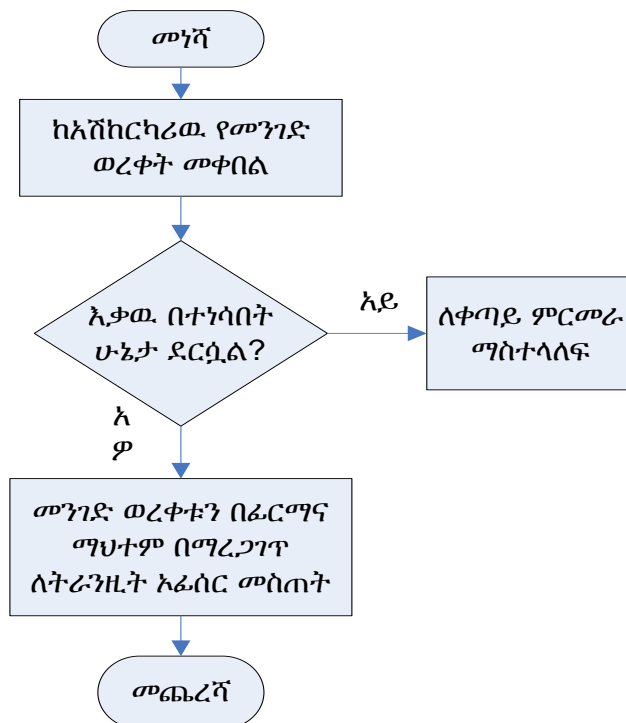 መነሻ
ከአሽከርካሪዉ የመንገድ
ወረቀት መቀበል
እቃዉ በተነሳበት
ሁኔታ ደርሷል?
አይ
ለቀጣይ ምርመራ
ማስተላለፍ
አ
ዎ
መንገድ ወረቀቱን በፊርማና
ማህተም በማረጋገጥ
ለትራንዚት ኦፊሰር መስጠት
መጨረሻ